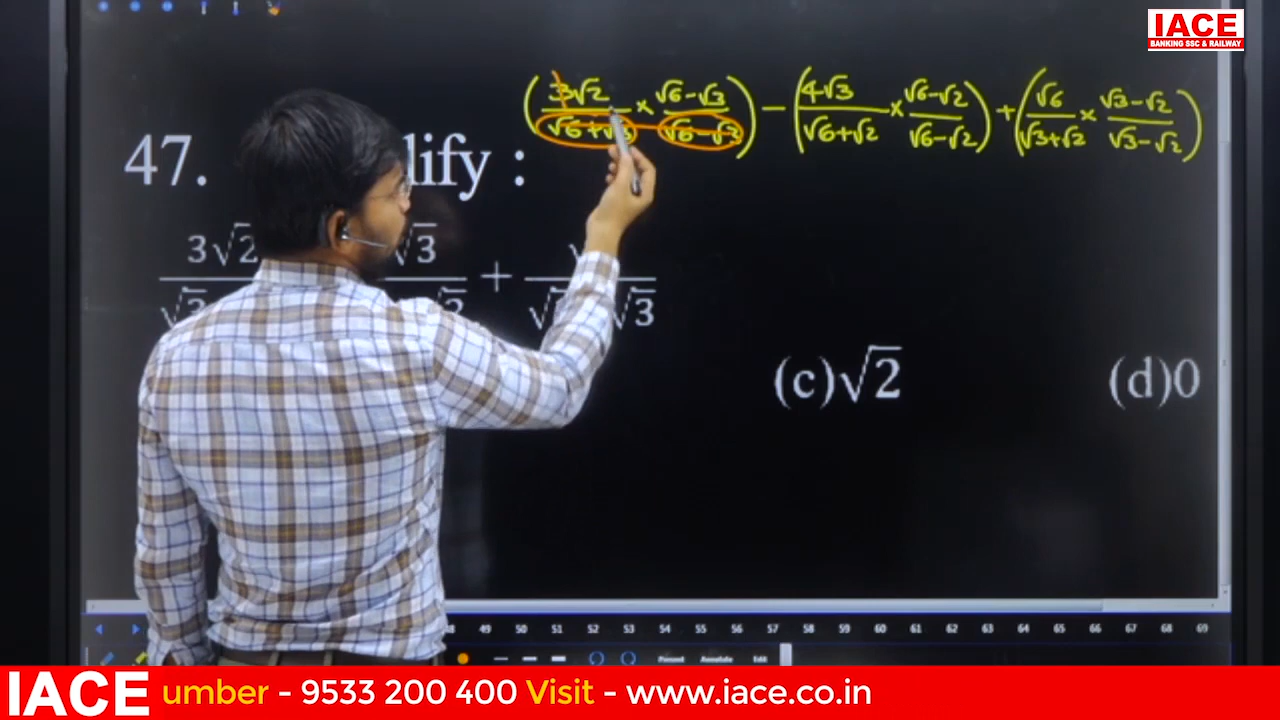 IACE
BANKING SSC & RAILWAY
(3√2/√6+√3 × √6-√3/√6-√3) - (4√3/√6+√2 × √6-√2/√6-√2) + (√6/√3+√2 × √3-√2/√3-√2)
47. lify :
3√2 √3 + √3
(c)√2 (d)0
49 50 51 52 53 54 55 56 57 58 59 60 61 62 63 64 65 66 67 68 69
Present Annotate Edit
IACE umber - 9533 200 400 Visit - www.iace.co.in